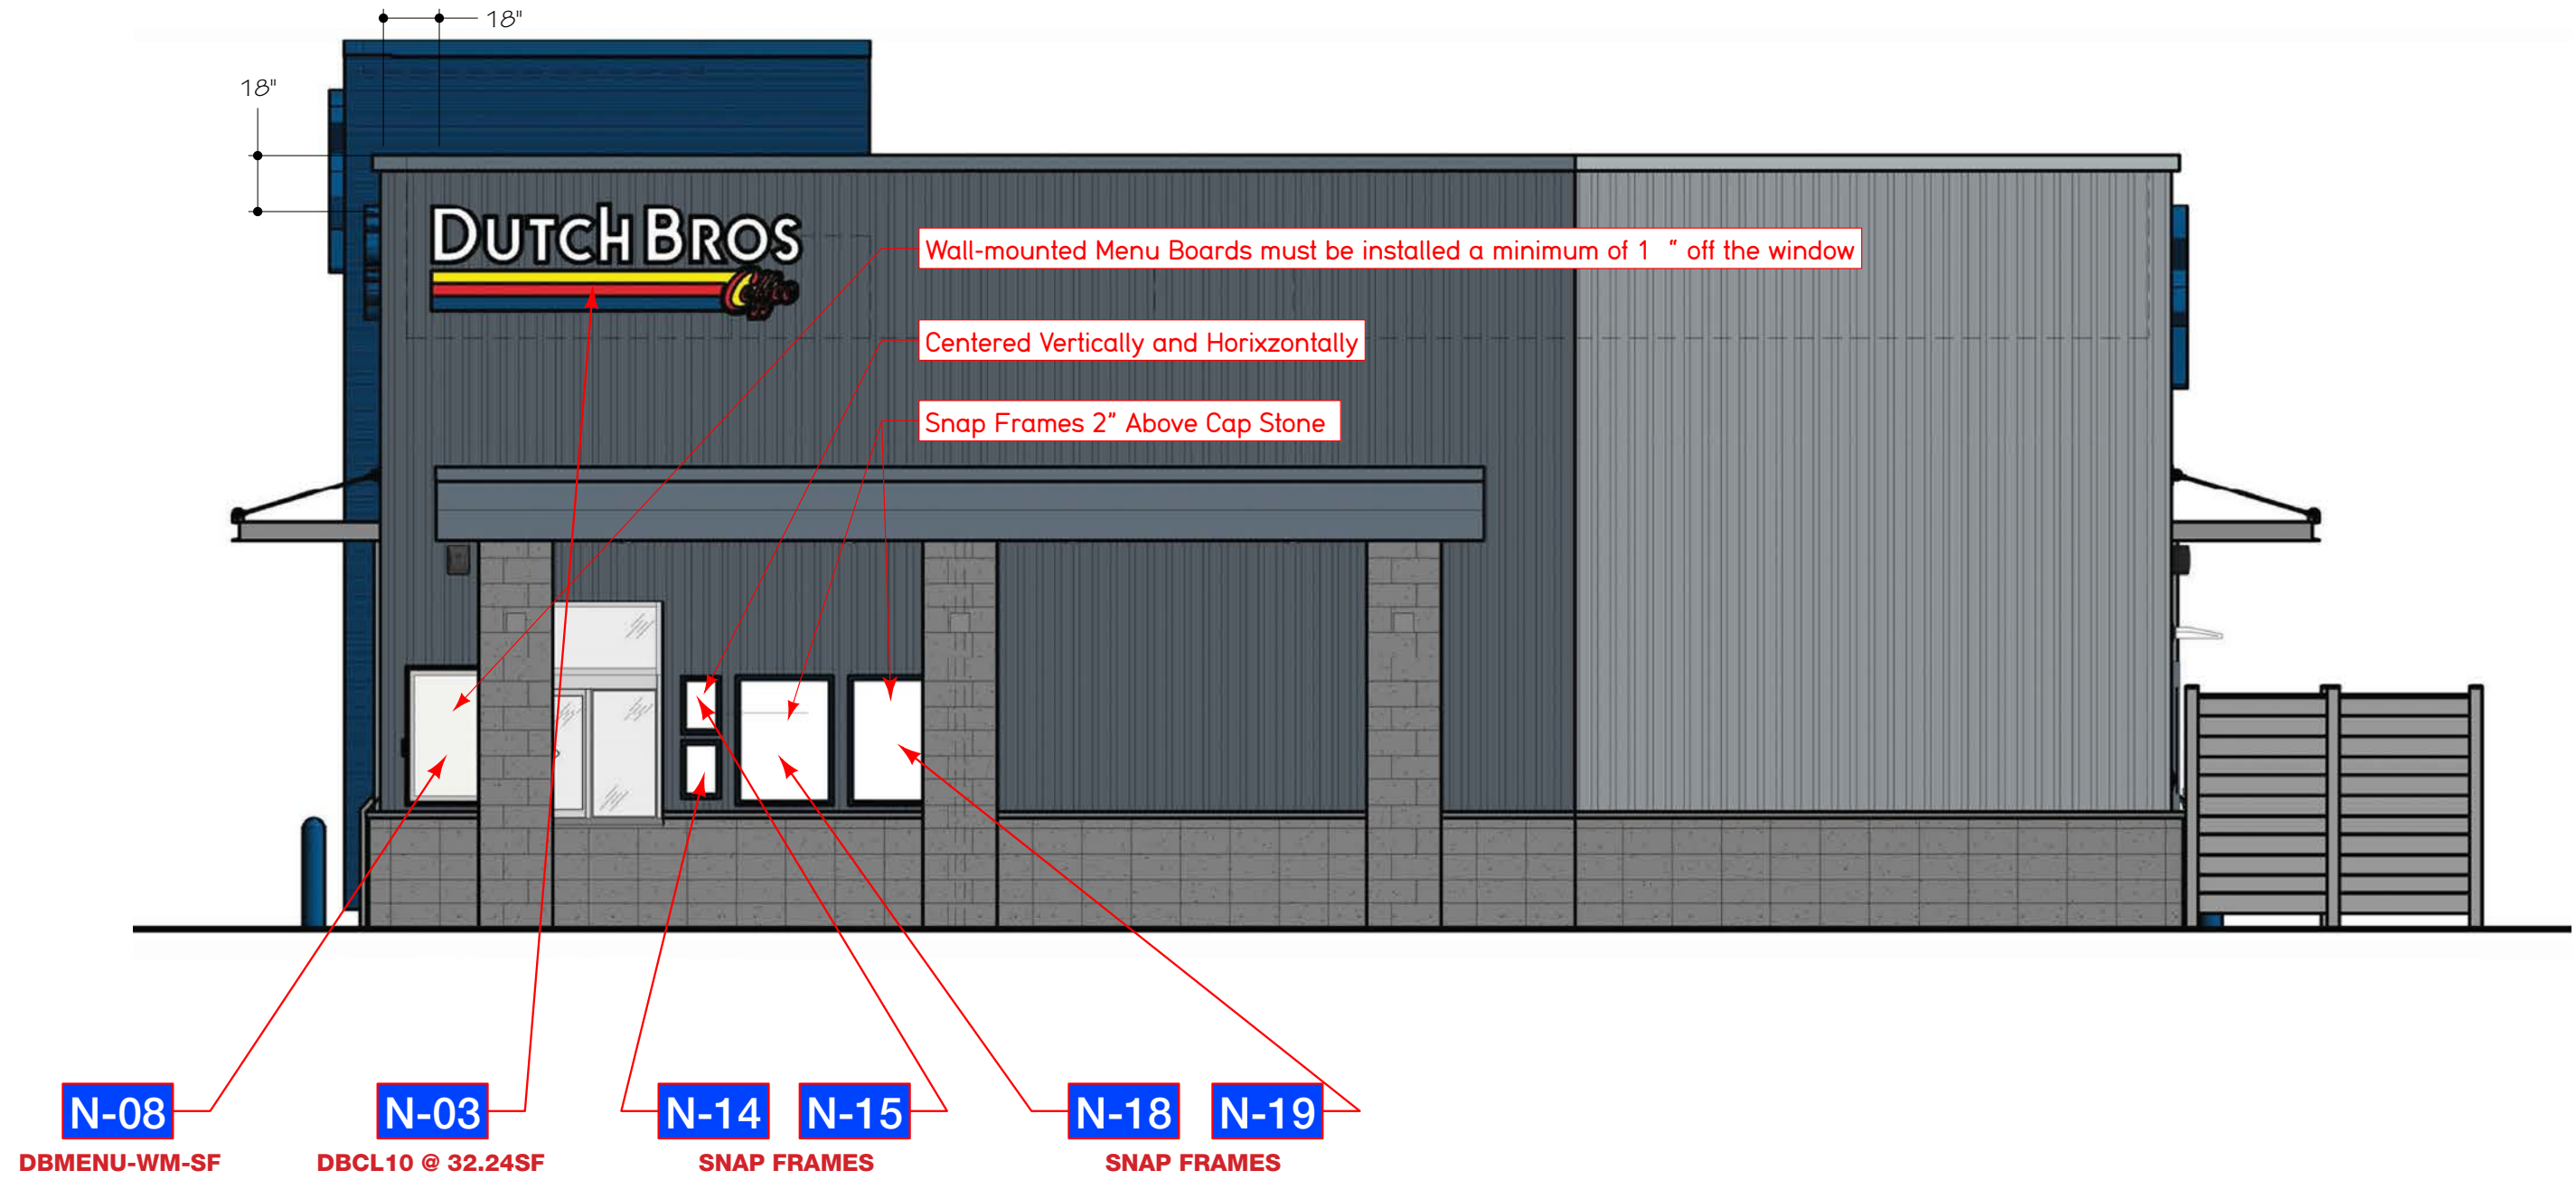 18"
18"
DUTCH BROS
Wall-mounted Menu Boards must be installed a minimum of 1 “ off the window
Centered Vertically and Horixzontally
Snap Frames 2” Above Cap Stone
N-08
N-03
N-14
N-15
N-18
N-19
DBMENU-WM-SF
DBCL10 @ 32.24SF
SNAP FRAMES
SNAP FRAMES